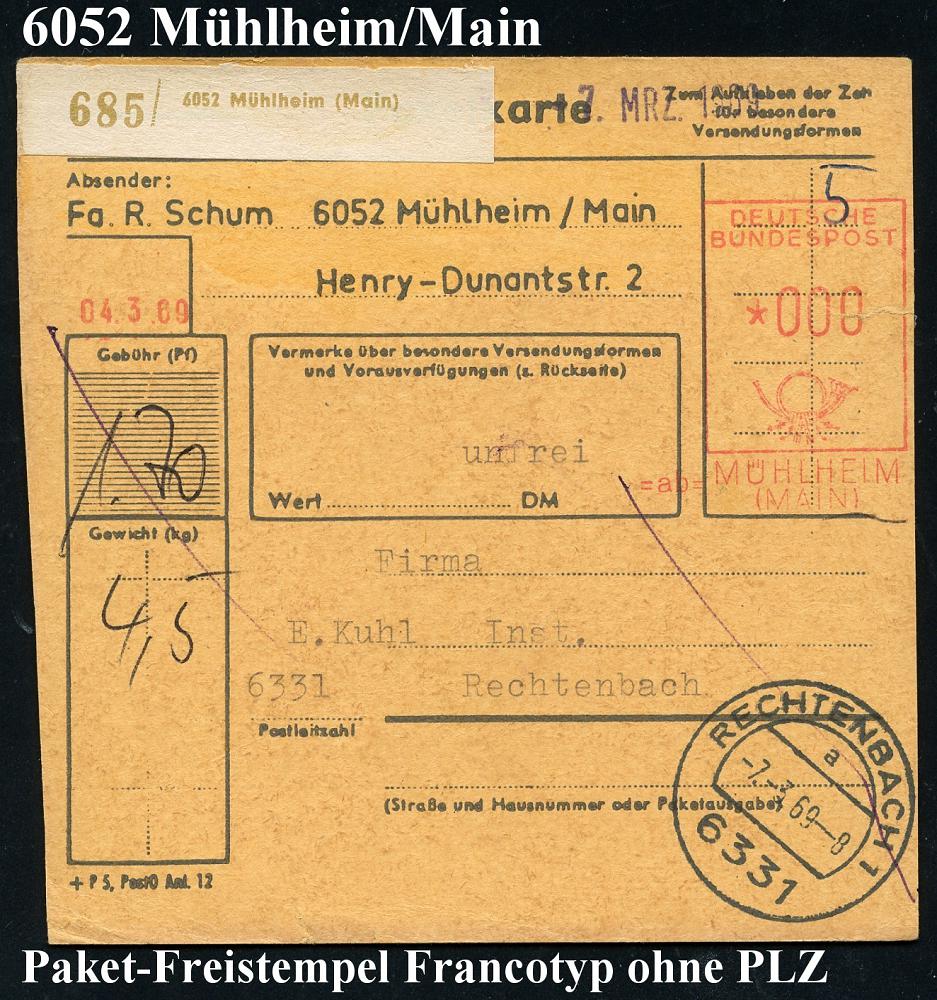 6052 Mühlheim/Main
685/ 6052 Mühlheim (Main)
karte
7. MRZ. 1969
Zum Aufkleben der Zettel
für besondere
Versendungsformen
Absender:
Fa. R. Schum 6052 Mühlheim / Main
Henry-Dunantstr. 2
5
DEUTSCHE
BUNDESPOST
*000
=ab=
MÜHLHEIM
(MAIN)
04.3.69
Gebühr (Pf)
1.70
Vermerke über besondere Versendungsformen
und Vorausverfügungen (s. Rückseite)
unfrei
Wert DM
Gewicht (kg)
4,5
Firma
E.Kuhl Inst.
6331 Rechtenbach
Postleitzahl
(Straße und Hausnummer oder Paketausgabe)
RECHTENBACH 1
a
-7.-3.69--8
6331
+ P 5, PostO Anl. 12
Paket-Freistempel Francotyp ohne PLZ